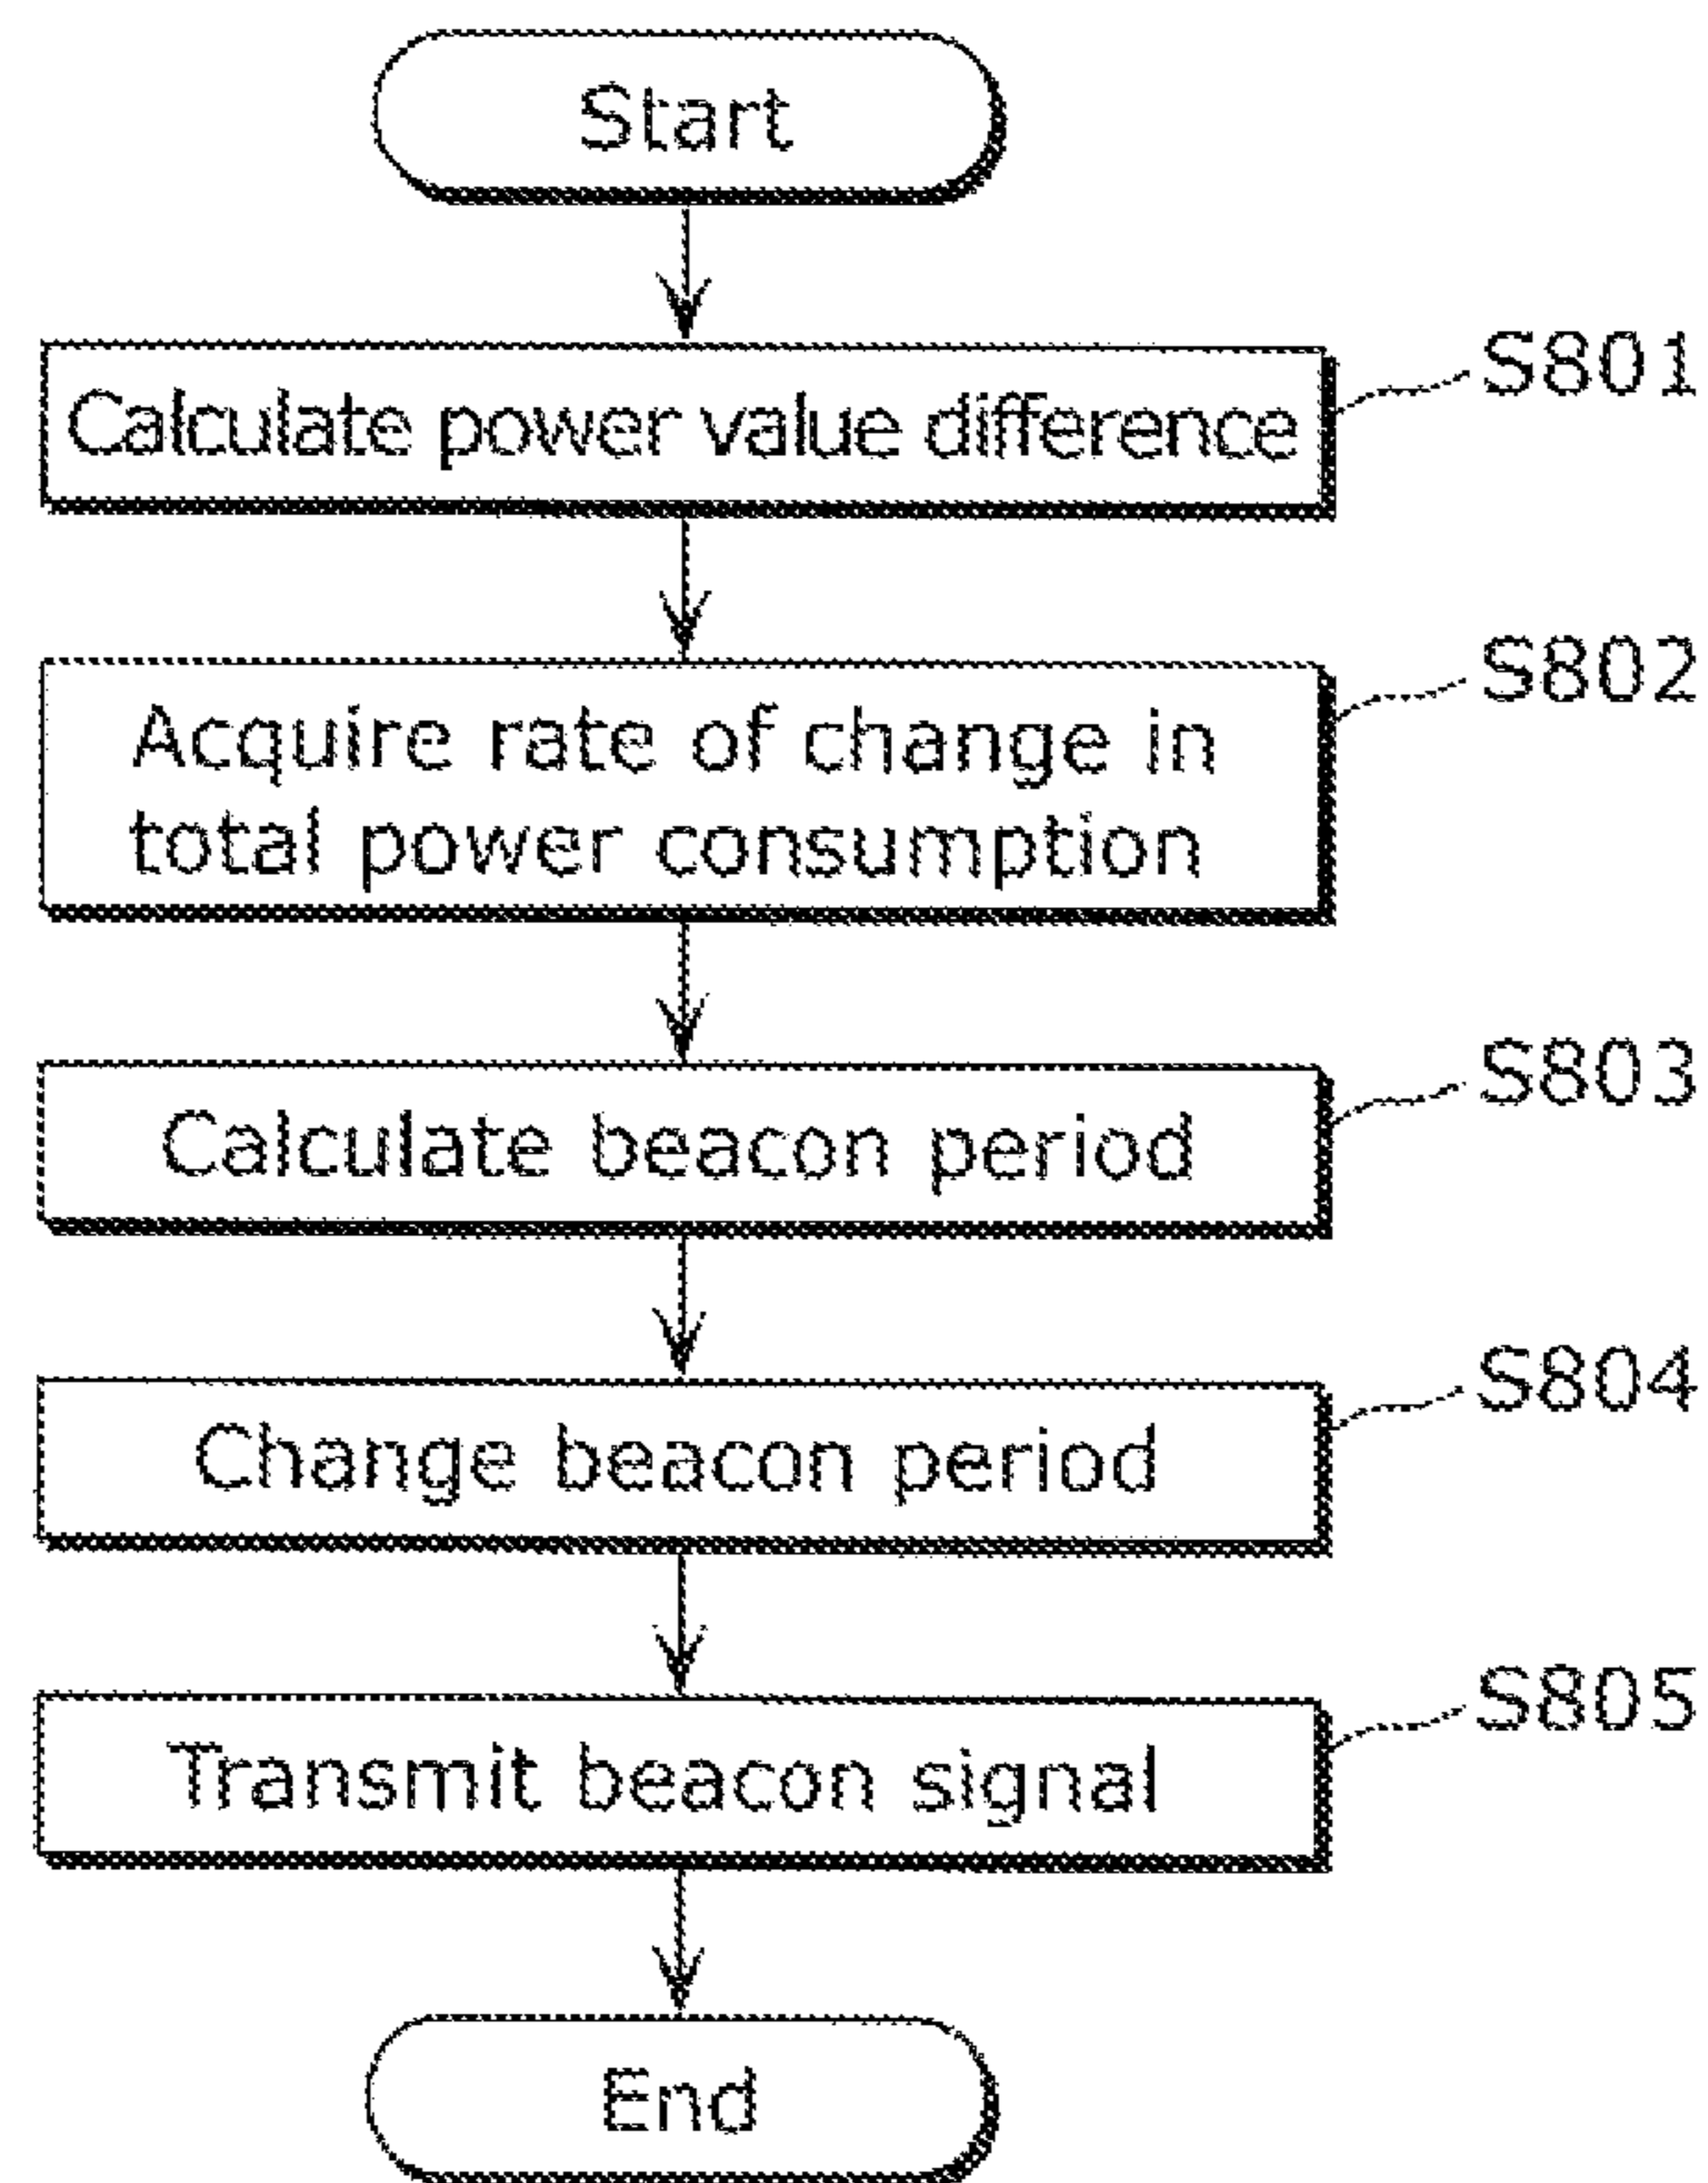 Start
Calculate power value difference
S801
Acquire rate of change in
total power consumption
S802
Calculate beacon period
S803
Change beacon period
S804
Transmit beacon signal
S805
End